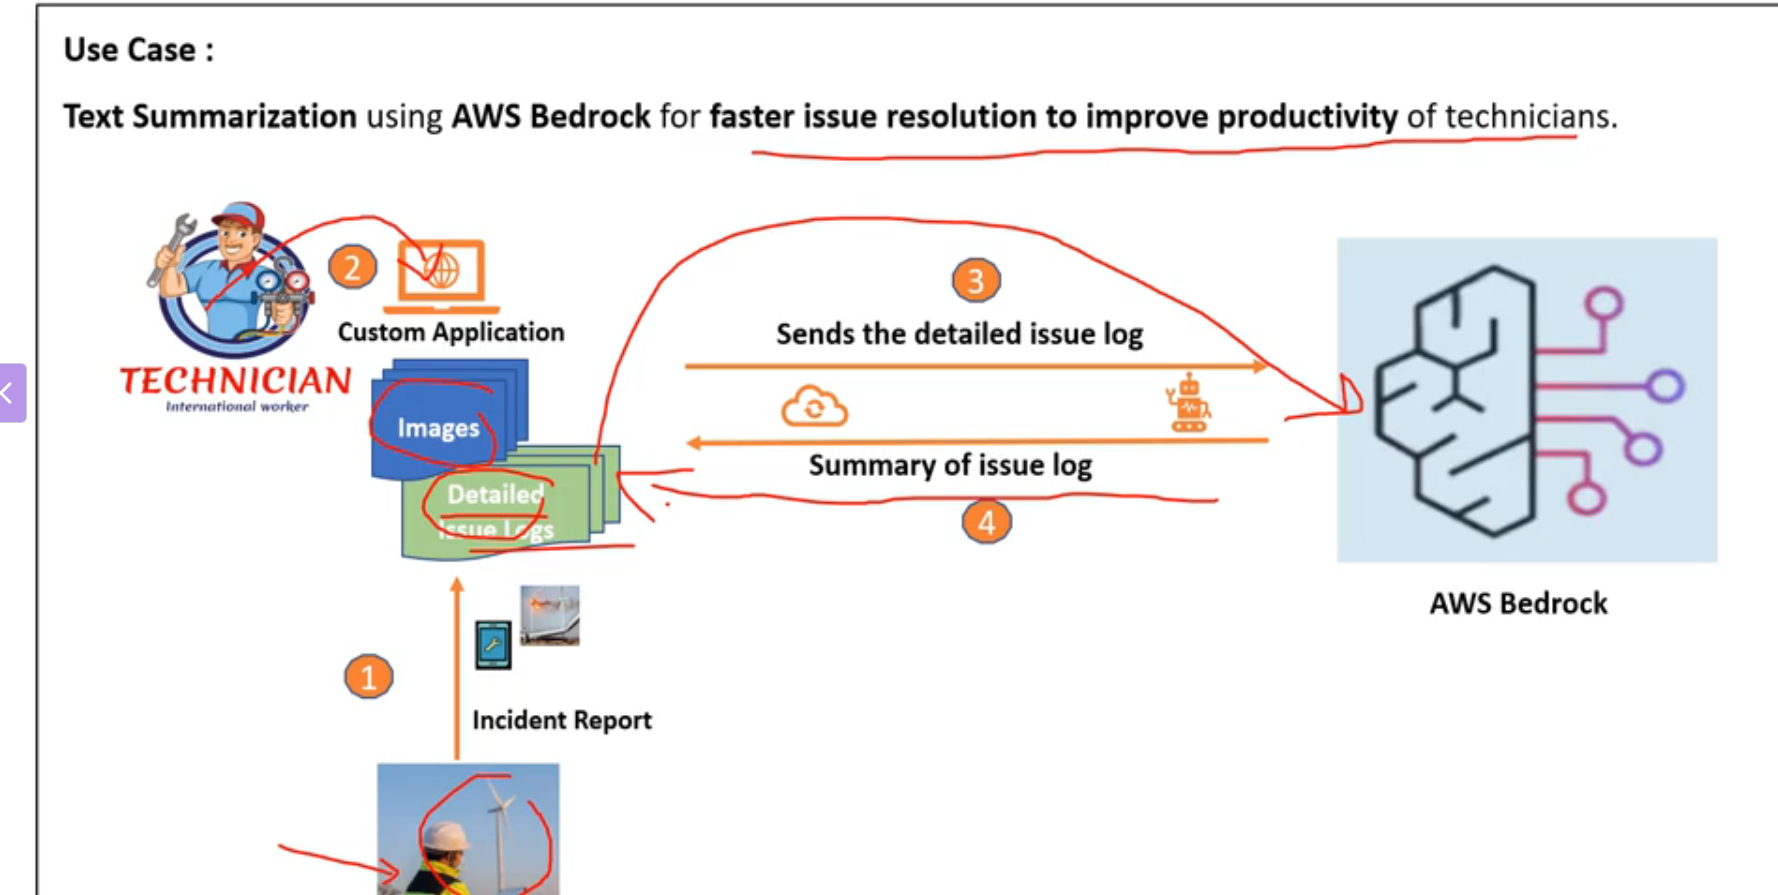 Use Case :
Text Summarization using AWS Bedrock for faster issue resolution to improve productivity of technicians.
2
3
Custom Application
Sends the detailed issue log
TECHNICIAN
International worker
Images
Summary of issue log
Detailed
Issue Logs
4
AWS Bedrock
1
Incident Report